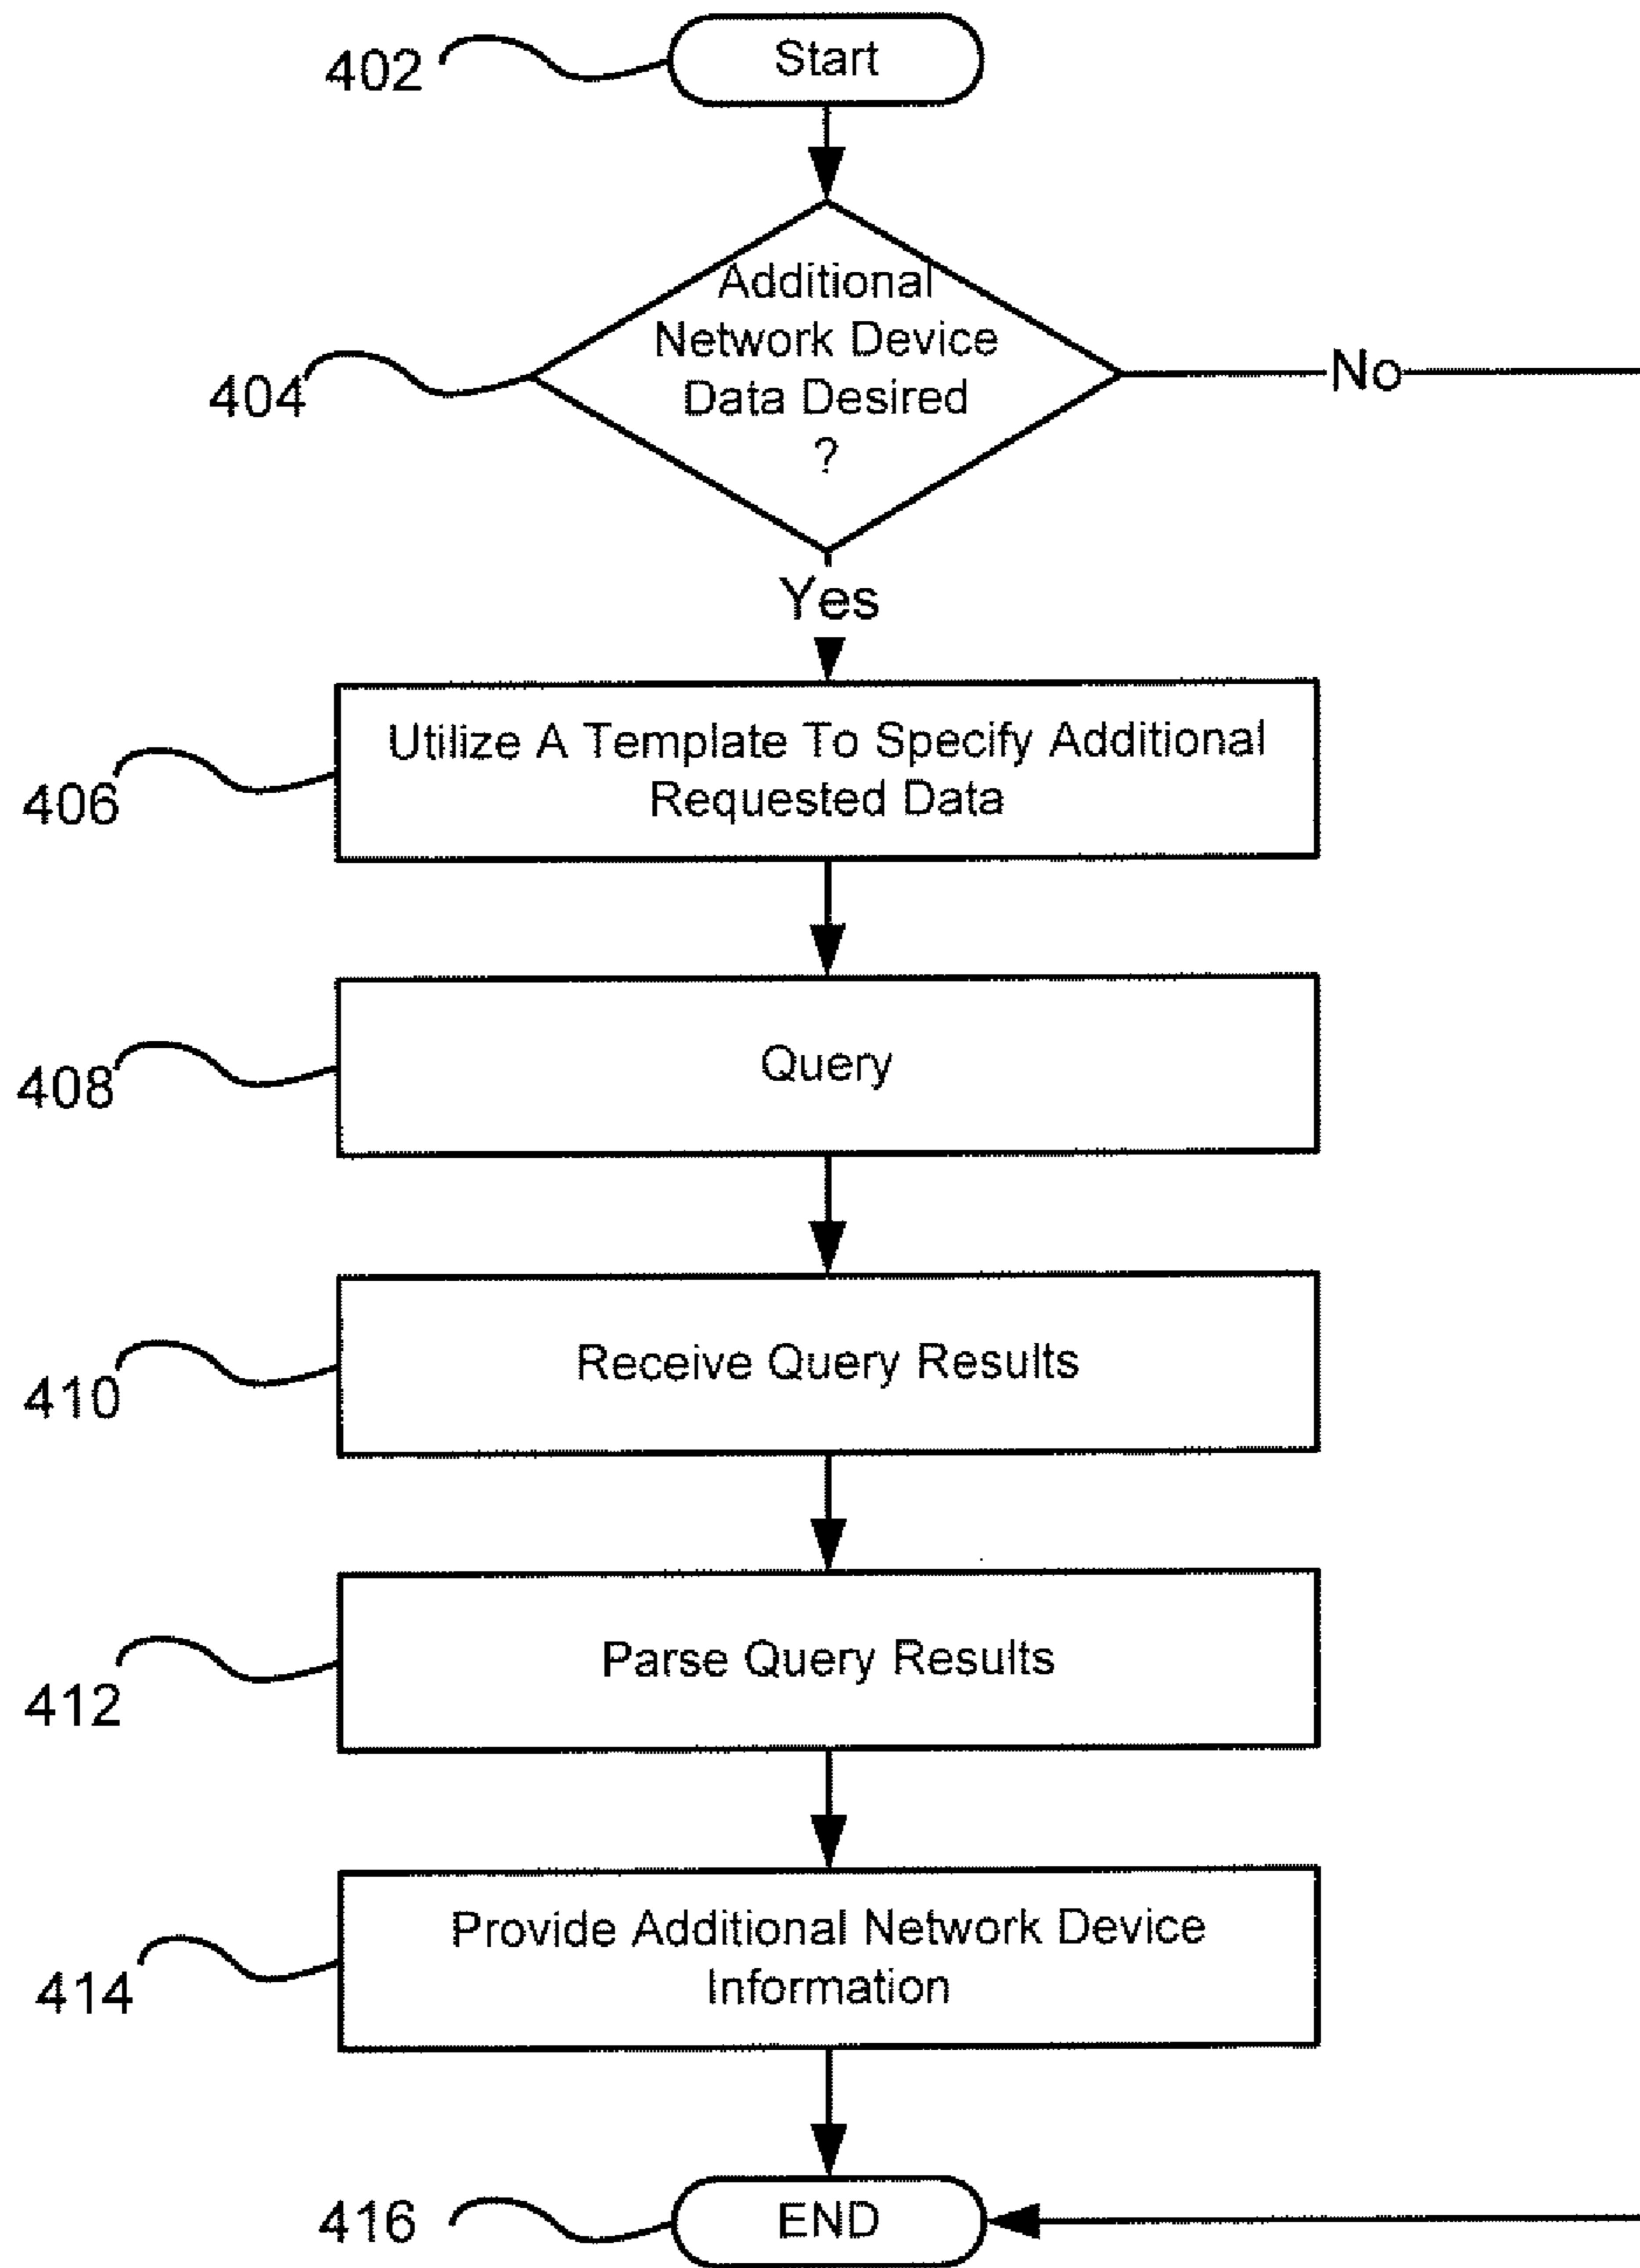 402
Start
Additional
Network Device
Data Desired
?
404
No
Yes
Utilize A Template To Specify Additional
Requested Data
406
Query
408
Receive Query Results
410
Parse Query Results
412
Provide Additional Network Device
Information
414
416
END